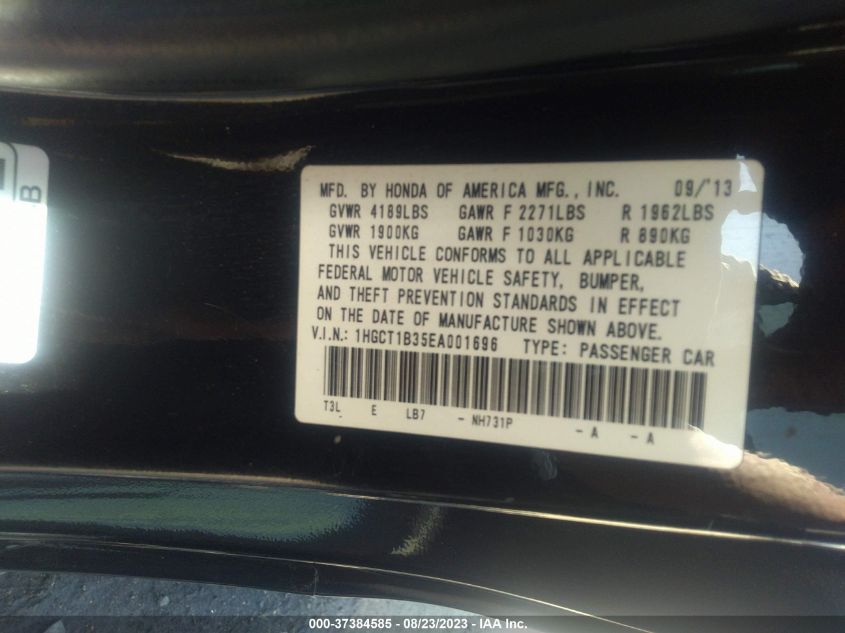 MFD. BY HONDA OF AMERICA MFG., INC. 09/'13
GVWR 4189LBS GAWR F 2271LBS R 1962LBS
GVWR 1900KG GAWR F 1030KG R 890KG
THIS VEHICLE CONFORMS TO ALL APPLICABLE
FEDERAL MOTOR VEHICLE SAFETY, BUMPER,
AND THEFT PREVENTION STANDARDS IN EFFECT
ON THE DATE OF MANUFACTURE SHOWN ABOVE.
V.I.N.: 1HGCT1B35EA001696 TYPE: PASSENGER CAR
T3L E LB7 - NH731P - A - A
B
000-37384585 - 08/23/2023 - IAA Inc.